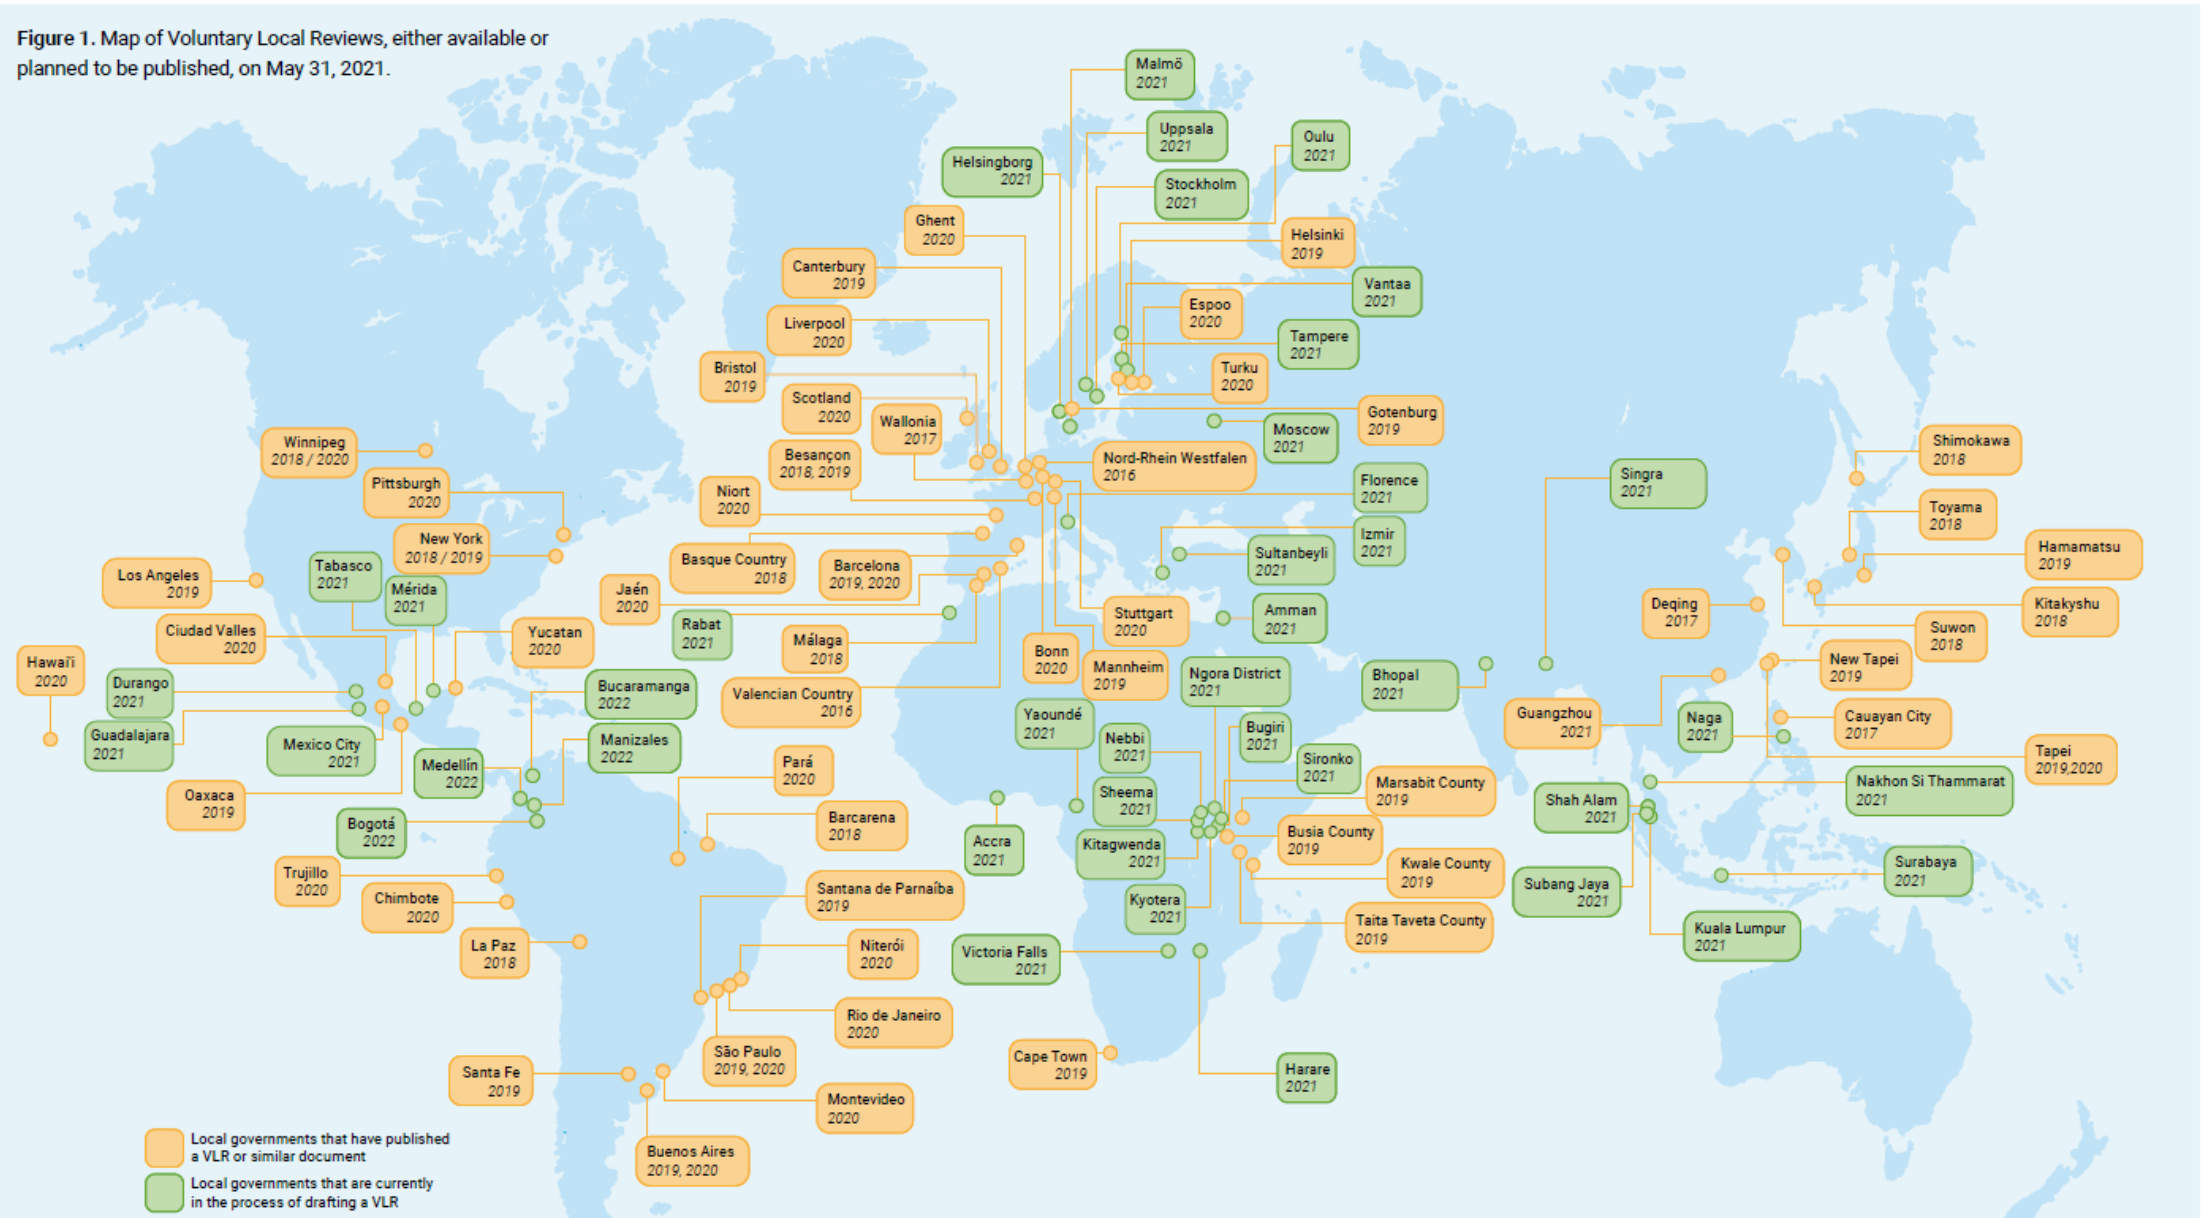 Figure 1. Map of Voluntary Local Reviews, either available or
planned to be published, on May 31, 2021.
Malmö
2021
Uppsala
2021
Oulu
2021
Helsingborg
2021
Stockholm
2021
Ghent
2020
Helsinki
2019
Canterbury
2019
Vantaa
2021
Espoo
2020
Liverpool
2020
Tampere
2021
Bristol
2019
Turku
2020
Scotland
2020
Wallonia
2017
Gotenburg
2019
Moscow
2021
Winnipeg
2018 / 2020
Besançon
2018, 2019
Nord-Rhein Westfalen
2016
Shimokawa
2018
Pittsburgh
2020
Niort
2020
Florence
2021
Singra
2021
Toyama
2018
New York
2018 / 2019
Izmir
2021
Hamamatsu
2019
Los Angeles
2019
Tabasco
2021
Mérida
2021
Basque Country
2018
Barcelona
2019, 2020
Sultanbeyli
2021
Jaén
2020
Stuttgart
2020
Amman
2021
Deqing
2017
Kitakyshu
2018
Ciudad Valles
2020
Yucatan
2020
Rabat
2021
Málaga
2018
Suwon
2018
Hawai'i
2020
Bonn
2020
Mannheim
2019
Ngora District
2021
Bhopal
2021
New Tapei
2019
Durango
2021
Bucaramanga
2022
Valencian Country
2016
Guadalajara
2021
Mexico City
2021
Manizales
2022
Yaoundé
2021
Nebbi
2021
Bugiri
2021
Guangzhou
2021
Naga
2021
Cauayan City
2017
Medellín
2022
Pará
2020
Sironko
2021
Tapei
2019,2020
Oaxaca
2019
Sheema
2021
Marsabit County
2019
Shah Alam
2021
Nakhon Si Thammarat
2021
Bogotá
2022
Barcarena
2018
Accra
2021
Kitagwenda
2021
Busia County
2019
Trujillo
2020
Kwale County
2019
Surabaya
2021
Chimbote
2020
Santana de Parnaíba
2019
Kyotera
2021
Subang Jaya
2021
Taita Taveta County
2019
Kuala Lumpur
2021
La Paz
2018
Niterói
2020
Victoria Falls
2021
Rio de Janeiro
2020
São Paulo
2019, 2020
Cape Town
2019
Santa Fe
2019
Harare
2021
Montevideo
2020
Buenos Aires
2019, 2020
Local governments that have published
a VLR or similar document
Local governments that are currently
in the process of drafting a VLR